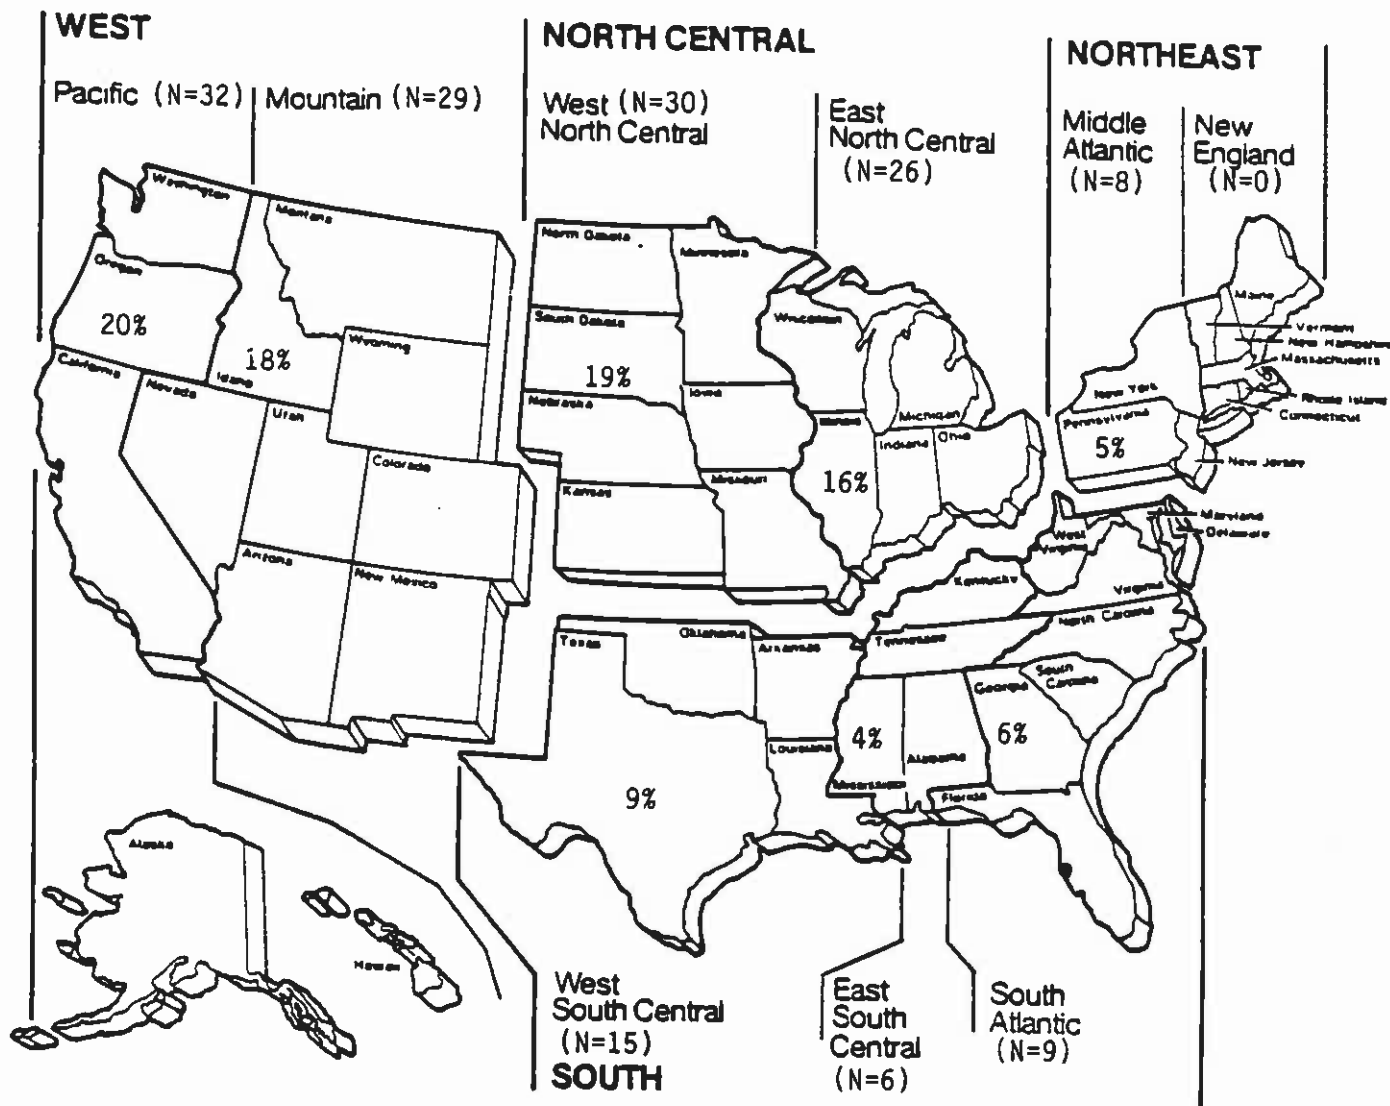 WEST
NORTH CENTRAL
NORTHEAST
Pacific (N=32)
Mountain (N=29)
West (N=30)
North Central
East
North Central
(N=26)
Middle
Atlantic
(N=8)
New
England
(N=0)
Washington
Montana
Oregon
20%
18%
Idaho
Wyoming
California
Nevada
Utah
Colorado
Arizona
New Mexico
North Dakota
Minnesota
South Dakota
19%
Nebraska
Iowa
Kansas
Missouri
Wisconsin
Michigan
Illinois
Indiana
Ohio
16%
Maine
Vermont
New Hampshire
Massachusetts
New York
Rhode Island
Connecticut
Pennsylvania
5%
New Jersey
Maryland
Delaware
West
Virginia
Kentucky
Virginia
North Carolina
Tennessee
South
Carolina
Georgia
6%
Texas
Oklahoma
Arkansas
Louisiana
4%
Alabama
Mississippi
Florida
9%
Alaska
Hawaii
West
South Central
(N=15)
SOUTH
East
South
Central
(N=6)
South
Atlantic
(N=9)